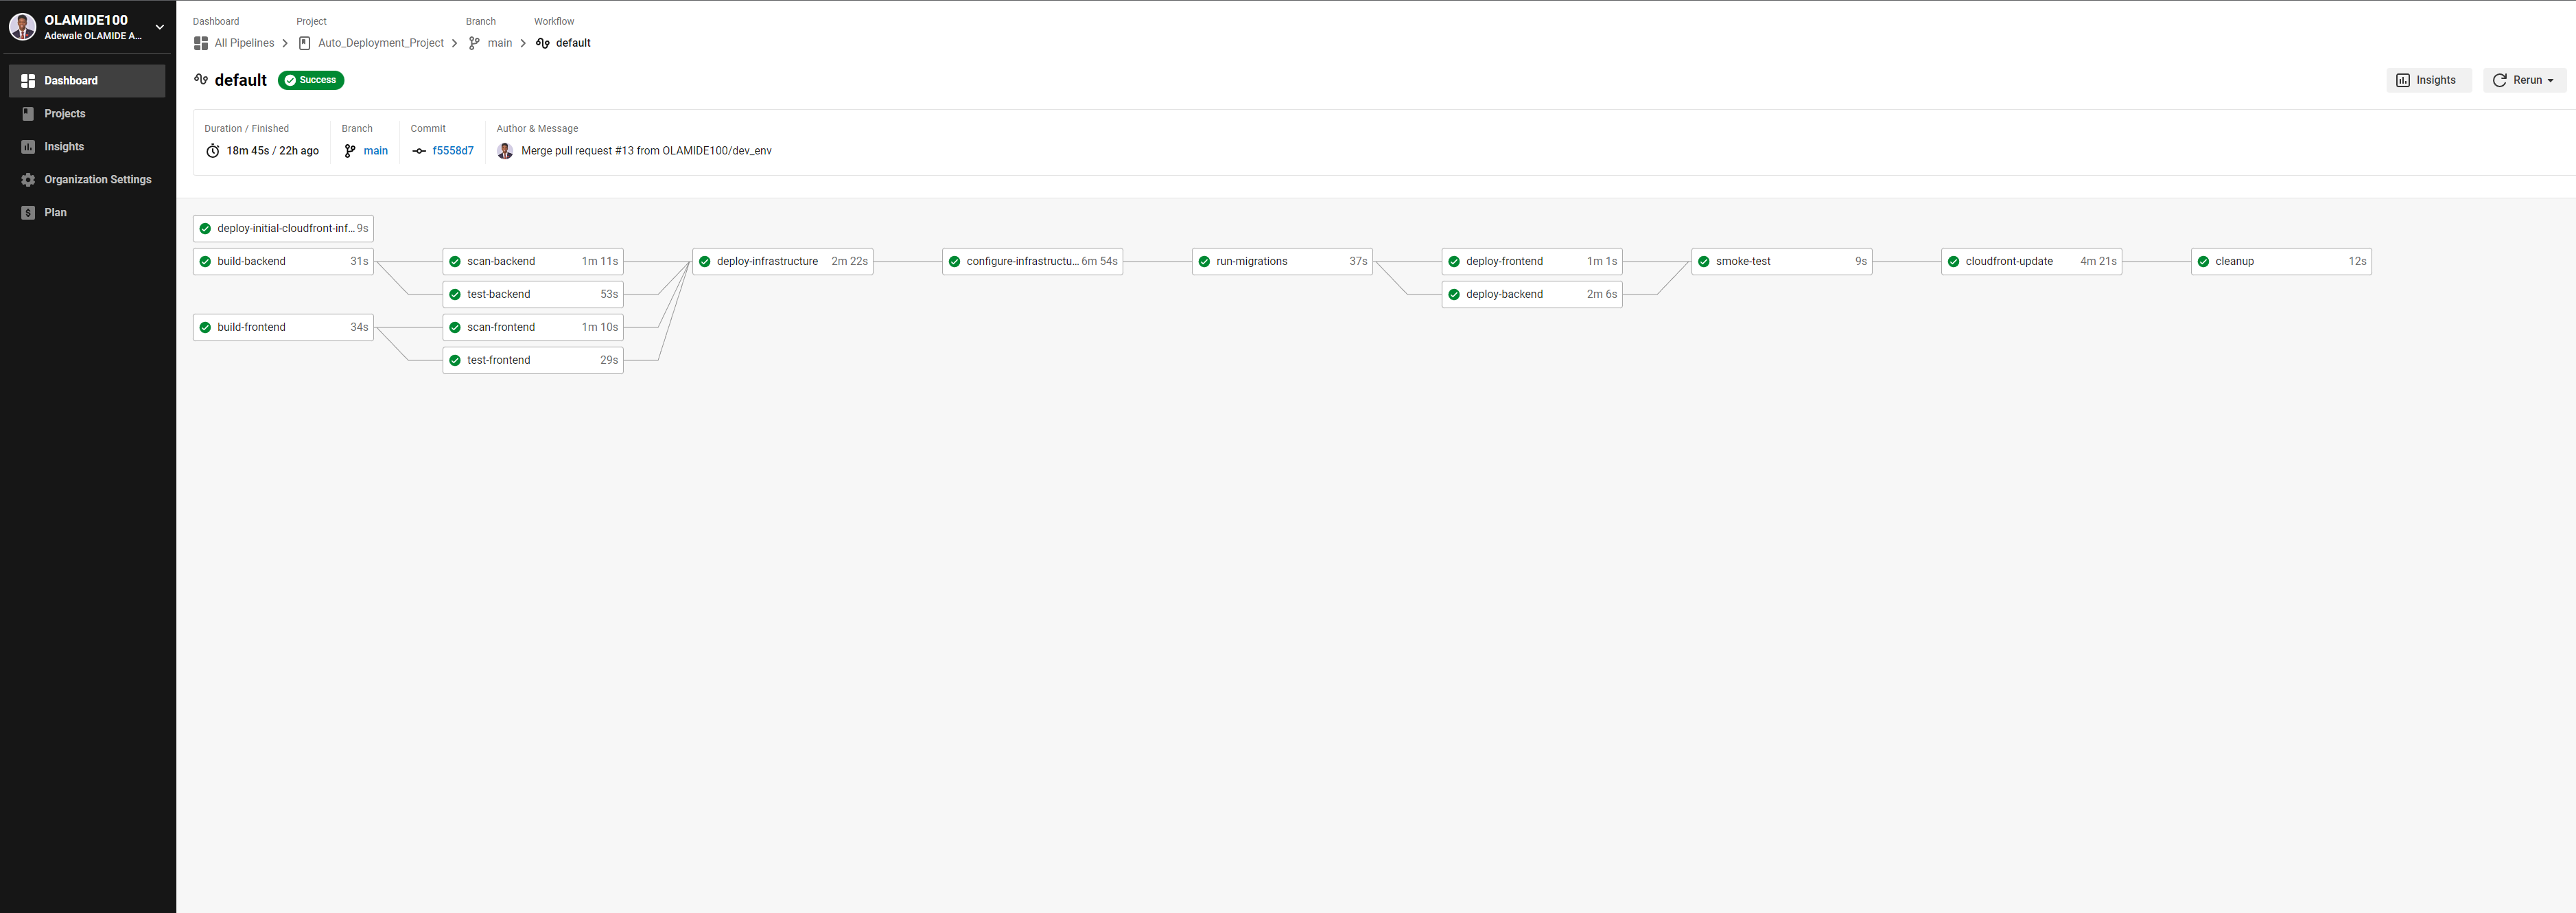 OLAMIDE100
Adewale OLAMIDE A...
Dashboard
Projects
Insights
Organization Settings
Plan
Dashboard Project Branch Workflow
All Pipelines Auto_Deployment_Project main default
default Success Insights Rerun
Duration / Finished Branch Commit Author & Message
18m 45s / 22h ago main f5558d7 Merge pull request #13 from OLAMIDE100/dev_env
deploy-initial-cloudfront-inf... 9s
build-backend 31s scan-backend 1m 11s deploy-infrastructure 2m 22s configure-infrastructu... 6m 54s run-migrations 37s deploy-frontend 1m 1s smoke-test 9s cloudfront-update 4m 21s cleanup 12s
test-backend 53s deploy-backend 2m 6s
build-frontend 34s scan-frontend 1m 10s
test-frontend 29s